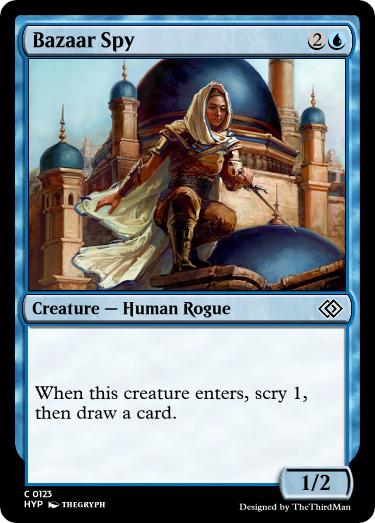 Bazaar Spy 2
Creature — Human Rogue
When this creature enters, scry 1,
then draw a card.
1/2
C 0123
HYP THEGRYPH
Designed by TheThirdMan